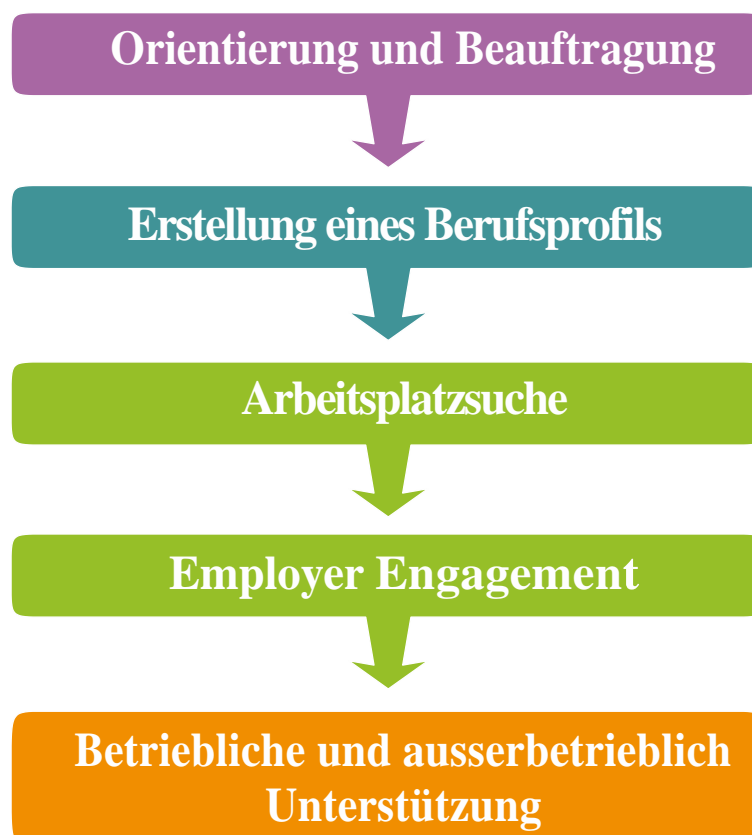 Orientierung und Beauftragung
Erstellung eines Berufsprofils
Arbeitsplatzsuche
Employer Engagement
Betriebliche und ausserbetrieblich
Unterstützung